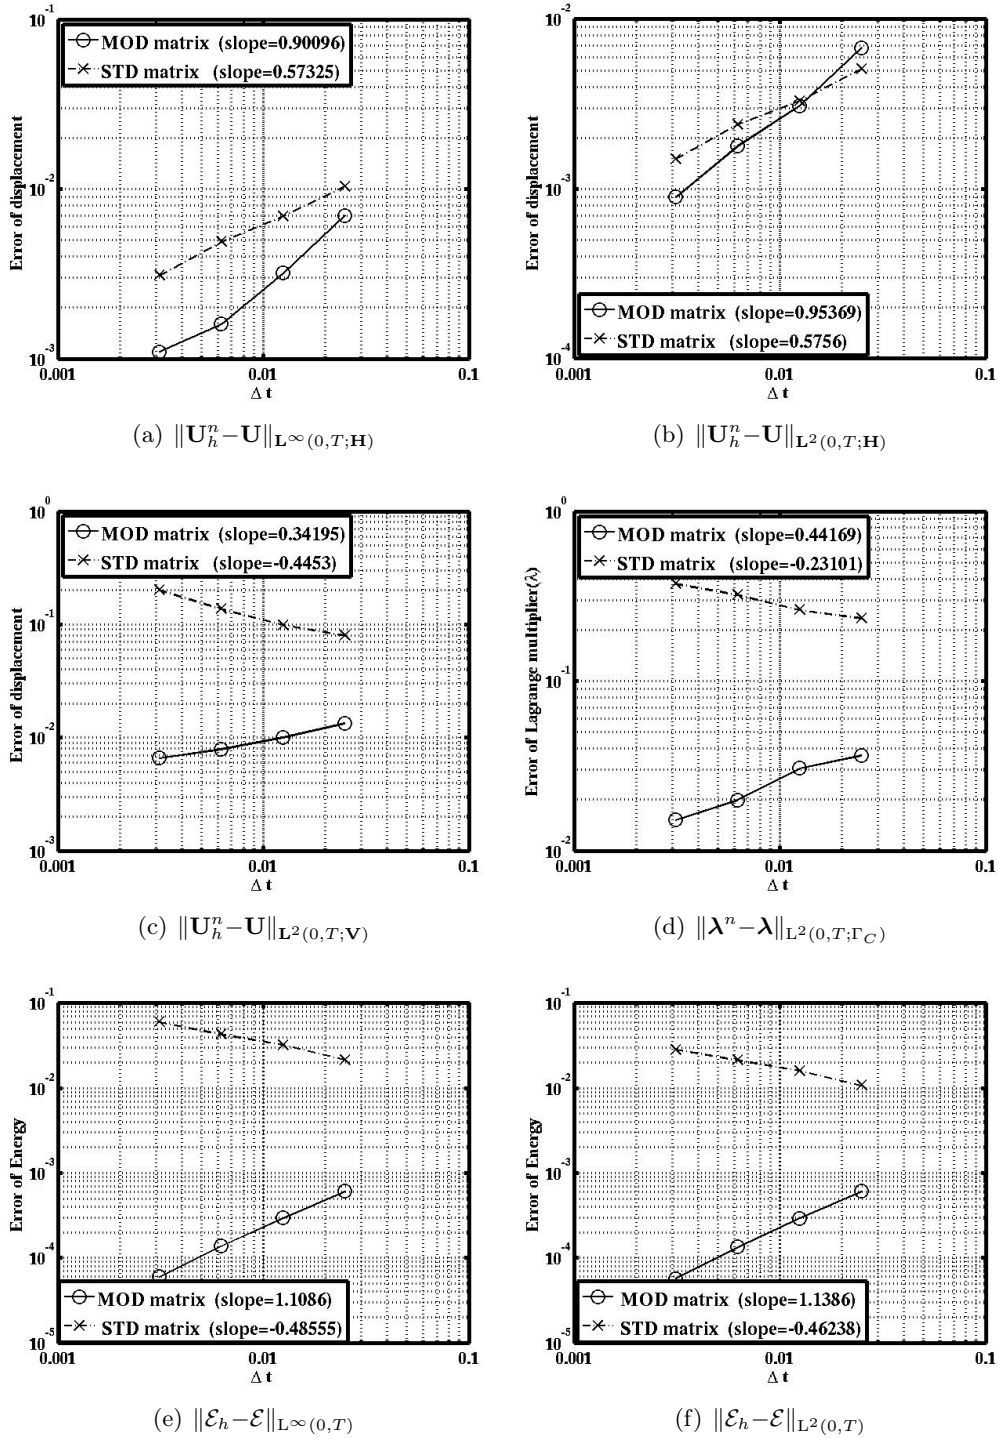 10^-1
MOD matrix (slope=0.90096)
STD matrix (slope=0.57325)
10^-2
10^-3
Error of displacement
0.001 0.01 0.1
Δ t
(a) ‖U_h^n−U‖_{L^∞(0,T;H)}
10^-2
10^-3
10^-4
Error of displacement
MOD matrix (slope=0.95369)
STD matrix (slope=0.5756)
0.001 0.01 0.1
Δ t
(b) ‖U_h^n−U‖_{L^2(0,T;H)}
10^0
MOD matrix (slope=0.34195)
STD matrix (slope=-0.4453)
10^-1
10^-2
10^-3
Error of displacement
0.001 0.01 0.1
Δ t
(c) ‖U_h^n−U‖_{L^2(0,T;V)}
10^0
MOD matrix (slope=0.44169)
STD matrix (slope=-0.23101)
10^-1
10^-2
Error of Lagrange multiplier(λ)
0.001 0.01 0.1
Δ t
(d) ‖λ^n−λ‖_{L^2(0,T;Γ_C)}
10^-1
10^-2
10^-3
10^-4
10^-5
Error of Energy
MOD matrix (slope=1.1086)
STD matrix (slope=-0.48555)
0.001 0.01 0.1
Δ t
(e) ‖ℰ_h−ℰ‖_{L^∞(0,T)}
10^-1
10^-2
10^-3
10^-4
10^-5
Error of Energy
MOD matrix (slope=1.1386)
STD matrix (slope=-0.46238)
0.001 0.01 0.1
Δ t
(f) ‖ℰ_h−ℰ‖_{L^2(0,T)}